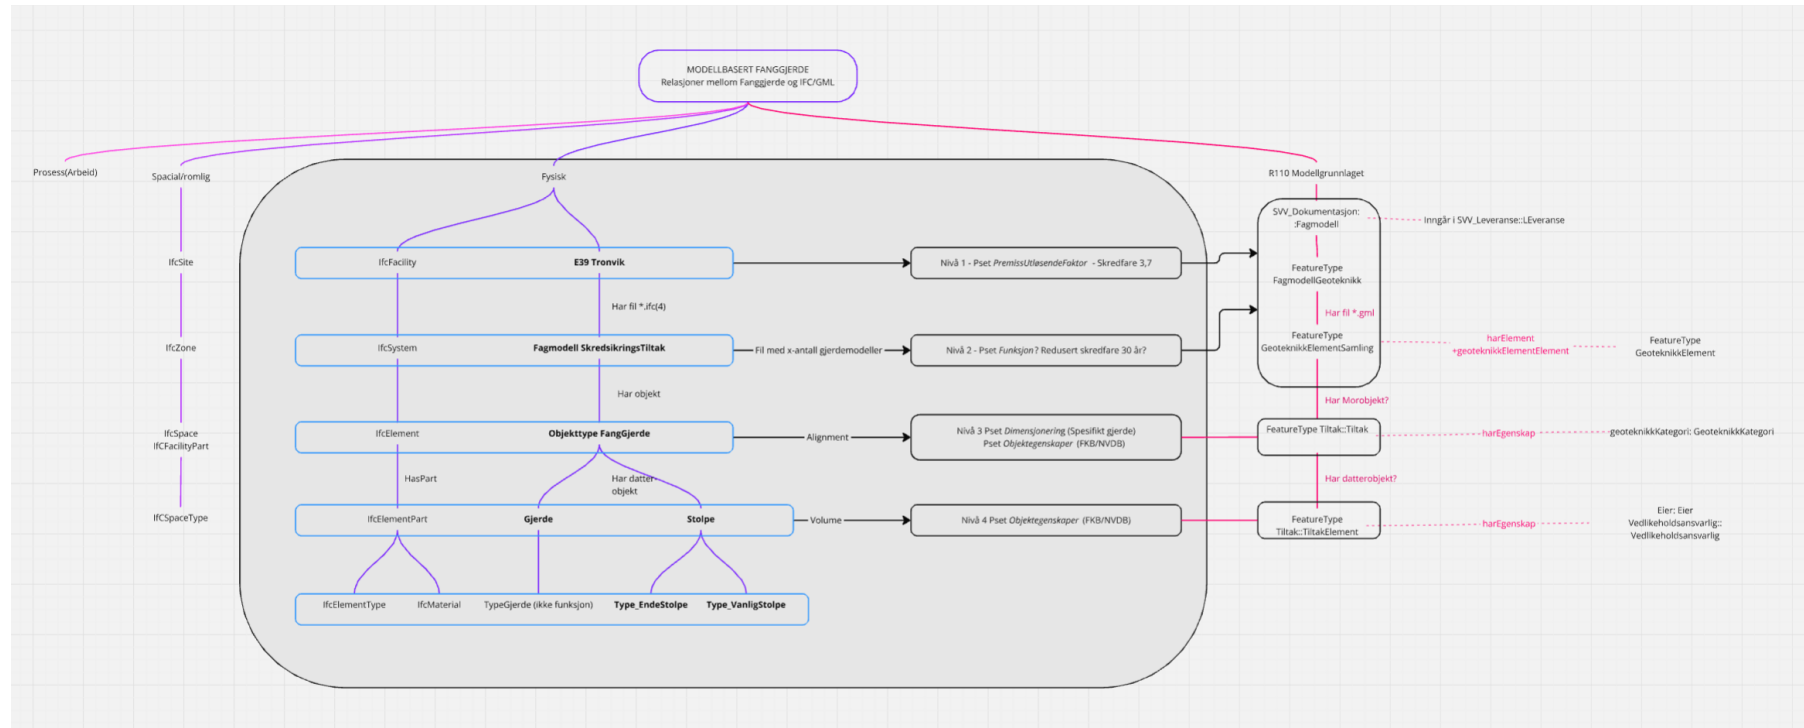 MODELLBASERT FANGGJERDE
Relasjoner mellom Fanggjerde og IFC/GML
Prosess(Arbeid)
Spacial/romlig
Fysisk
R110 Modellgrunnlaget
SVV_Dokumentasjon:
:Fagmodell
Inngår i SVV_Leveranse::LEveranse
IfcSite
IfcFacility
E39 Tronvik
Nivå 1 - Pset PremissUtløsendeFaktor - Skredfare 3,7
FeatureType
FagmodellGeoteknikk
Har fil *.ifc(4)
Har fil *.gml
IfcZone
IfcSystem
Fagmodell SkredsikringsTiltak
Fil med x-antall gjerdemodeller
Nivå 2 - Pset Funksjon? Redusert skredfare 30 år?
FeatureType
GeoteknikkElementSamling
harElement
+geoteknikkElementElement
FeatureType
GeoteknikkElement
Har objekt
Har Morobjekt?
IfcSpace
IfCFacilityPart
IfcElement
Objekttype FangGjerde
Alignment
Nivå 3 Pset Dimensjonering (Spesifikt gjerde)
Pset Objektegenskaper (FKB/NVDB)
FeatureType Tiltak::Tiltak
harEgenskap
geoteknikkKategori: GeoteknikkKategori
HasPart
Har datter-
objekt
Har datterobjekt?
IfCSpaceType
IfcElementPart
Gjerde
Stolpe
Volume
Nivå 4 Pset Objektegenskaper (FKB/NVDB)
FeatureType
Tiltak::TiltakElement
harEgenskap
Eier: Eier
Vedlikeholdsansvarlig::
Vedlikeholdsansvarlig
IfcElementType
IfcMaterial
TypeGjerde (ikke funksjon)
Type_EndeStolpe
Type_VanligStolpe